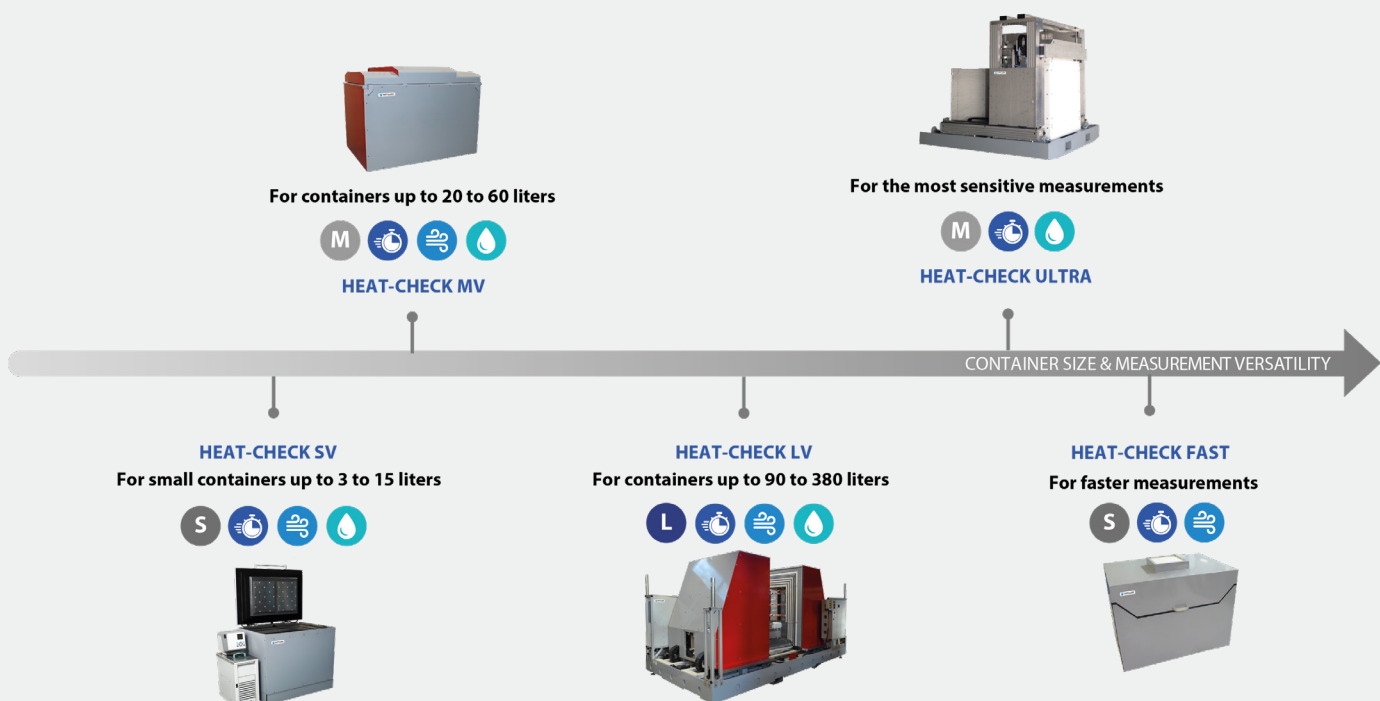 For containers up to 20 to 60 liters
M
HEAT-CHECK MV
For the most sensitive measurements
M
HEAT-CHECK ULTRA
CONTAINER SIZE & MEASUREMENT VERSATILITY
HEAT-CHECK SV
For small containers up to 3 to 15 liters
S
HEAT-CHECK LV
For containers up to 90 to 380 liters
L
HEAT-CHECK FAST
For faster measurements
S